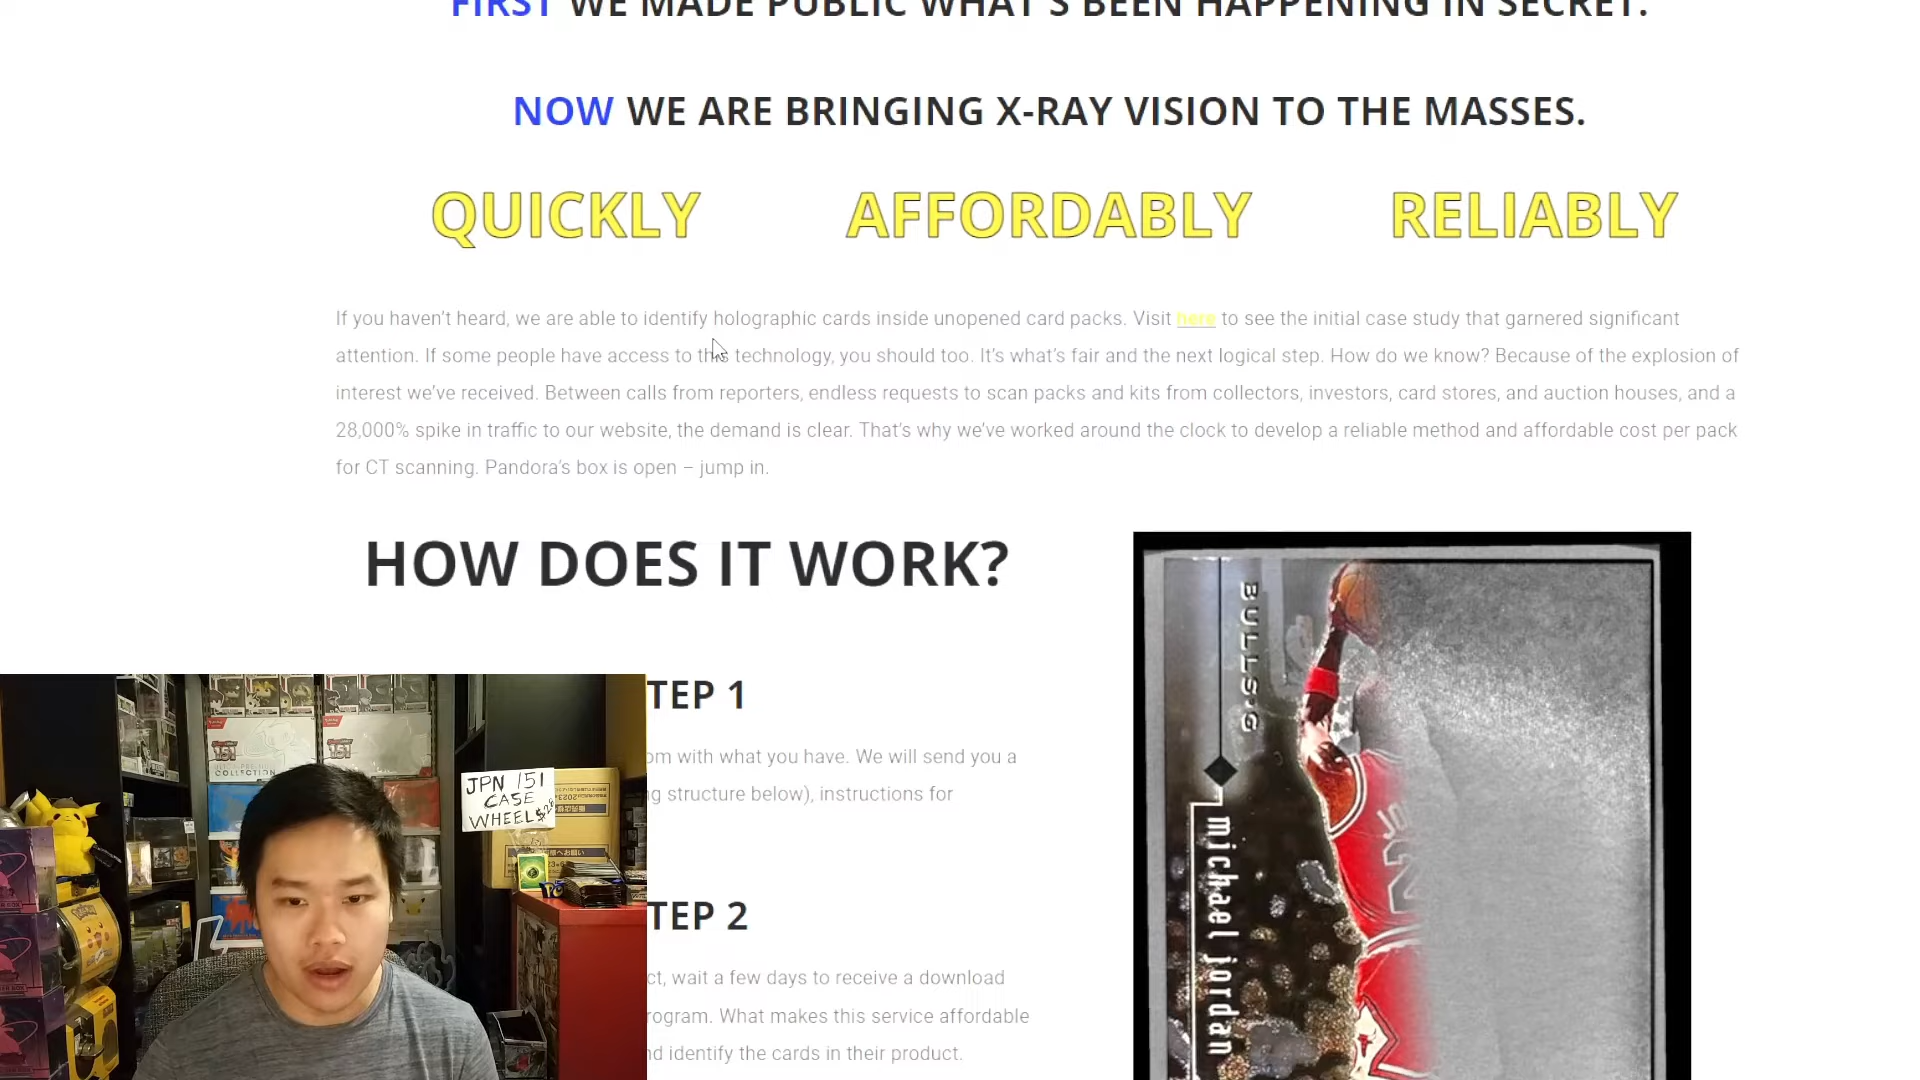 FIRST WE MADE PUBLIC WHAT'S BEEN HAPPENING IN SECRET.
NOW WE ARE BRINGING X-RAY VISION TO THE MASSES.
QUICKLY AFFORDABLY RELIABLY
If you haven't heard, we are able to identify holographic cards inside unopened card packs. Visit here to see the initial case study that garnered significant
attention. If some people have access to this technology, you should too. It's what's fair and the next logical step. How do we know? Because of the explosion of
interest we've received. Between calls from reporters, endless requests to scan packs and kits from collectors, investors, card stores, and auction houses, and a
28,000% spike in traffic to our website, the demand is clear. That's why we've worked around the clock to develop a reliable method and affordable cost per pack
for CT scanning. Pandora's box is open – jump in.
HOW DOES IT WORK?
TEP 1
om with what you have. We will send you a
g structure below), instructions for
TEP 2
ct, wait a few days to receive a download
rogram. What makes this service affordable
nd identify the cards in their product.
BULLS
michael jordan
151
151
COLLECTION
JPN 151
CASE
WHEEL